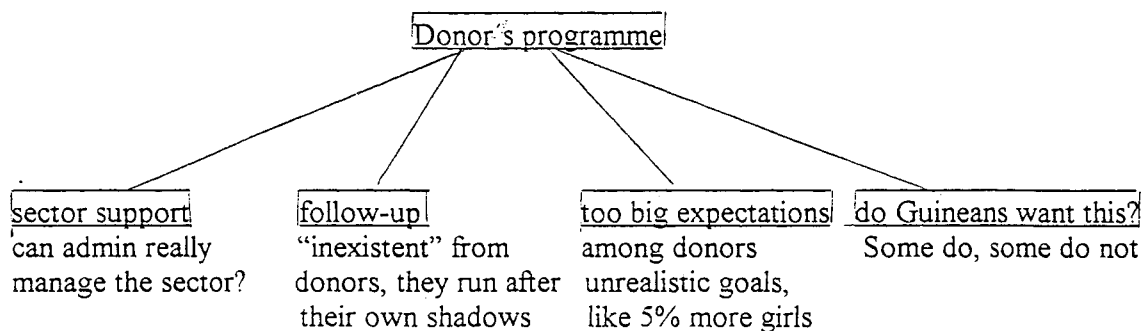 Donor's programme
sector support
can admin really
manage the sector?
follow-up
"inexistent" from
donors, they run after
their own shadows
too big expectations
among donors
unrealistic goals,
like 5% more girls
do Guineans want this?
Some do, some do not